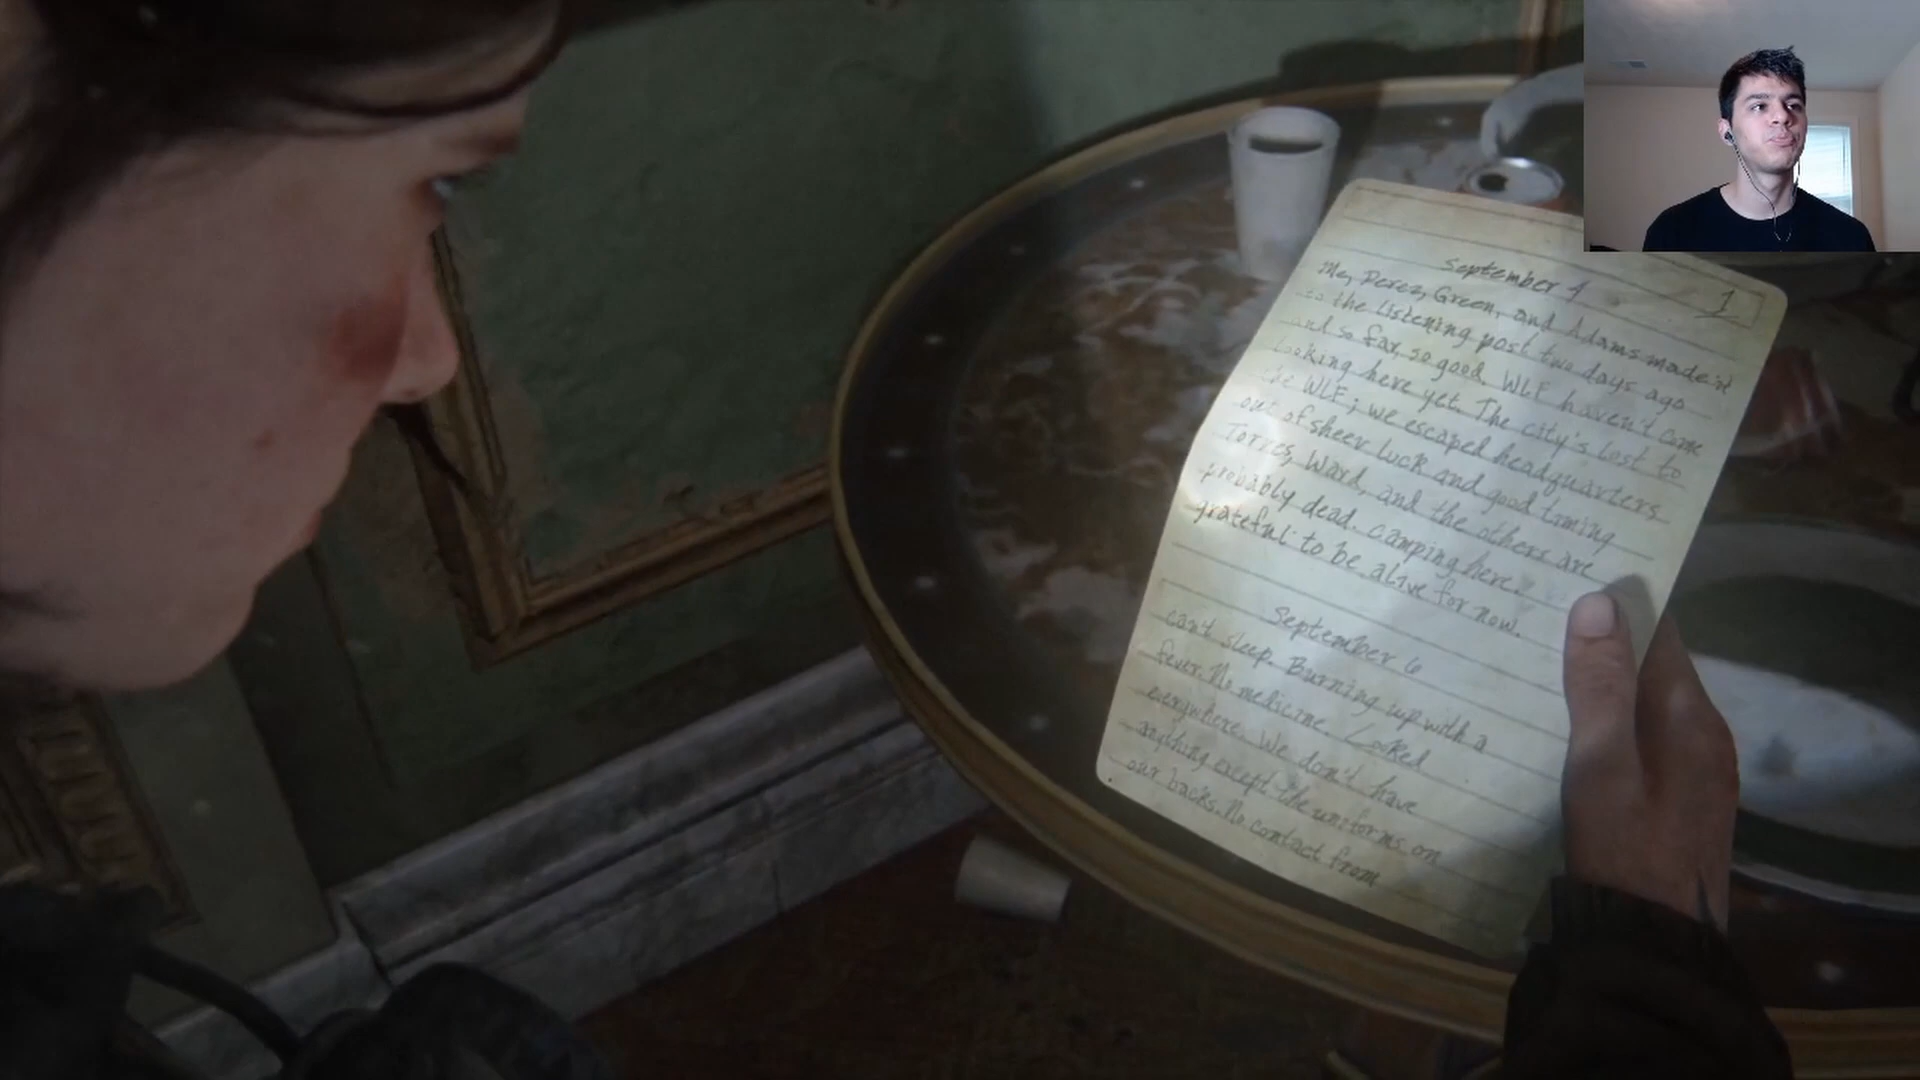 September 4
1
Me, Perez, Green, and Adams made it
to the listening post two days ago
and so far, so good. WLF haven't come
looking here yet. The city's lost to
the WLF; we escaped headquarters
out of sheer luck and good timing
Torres, Ward, and the others are
probably dead. camping here.
grateful to be alive for now.
September 6
can't sleep. Burning up with a
fever. No medicine. Looked
everywhere. We don't have
anything except the uniforms on
our backs. No contact from